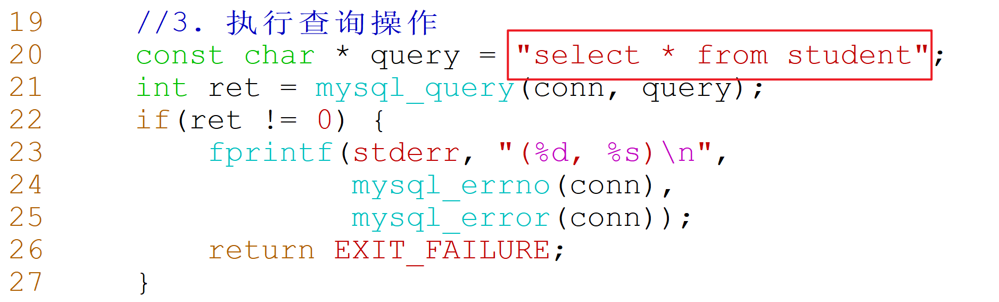 19 //3. 执行查询操作
20 const char * query = "select * from student";
21 int ret = mysql_query(conn, query);
22 if(ret != 0) {
23 fprintf(stderr, "(%d, %s)\n",
24 mysql_errno(conn),
25 mysql_error(conn));
26 return EXIT_FAILURE;
27 }